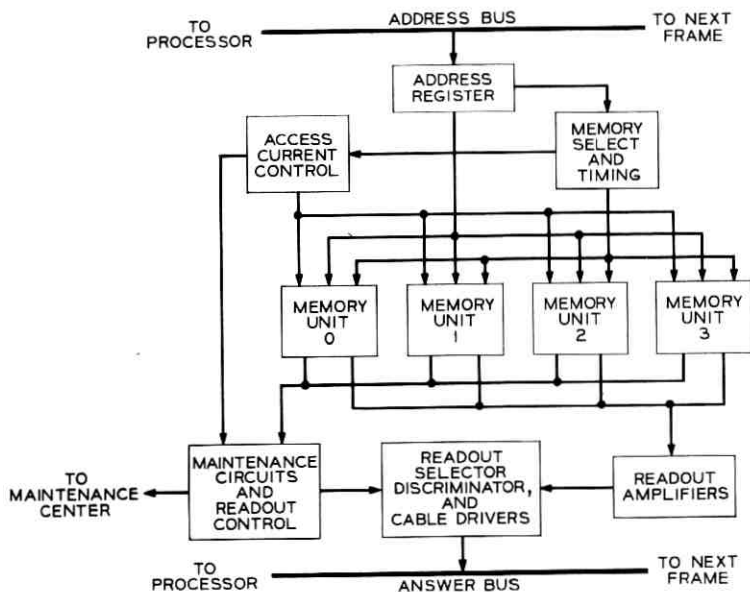 TO
PROCESSOR
ADDRESS BUS
TO NEXT
FRAME
ADDRESS
REGISTER
ACCESS
CURRENT
CONTROL
MEMORY
SELECT
AND
TIMING
MEMORY
UNIT
0
MEMORY
UNIT
1
MEMORY
UNIT
2
MEMORY
UNIT
3
TO
MAINTENANCE
CENTER
MAINTENANCE
CIRCUITS
AND
READOUT
CONTROL
READOUT
SELECTOR
DISCRIMINATOR,
AND
CABLE DRIVERS
READOUT
AMPLIFIERS
TO
PROCESSOR
ANSWER BUS
TO NEXT
FRAME